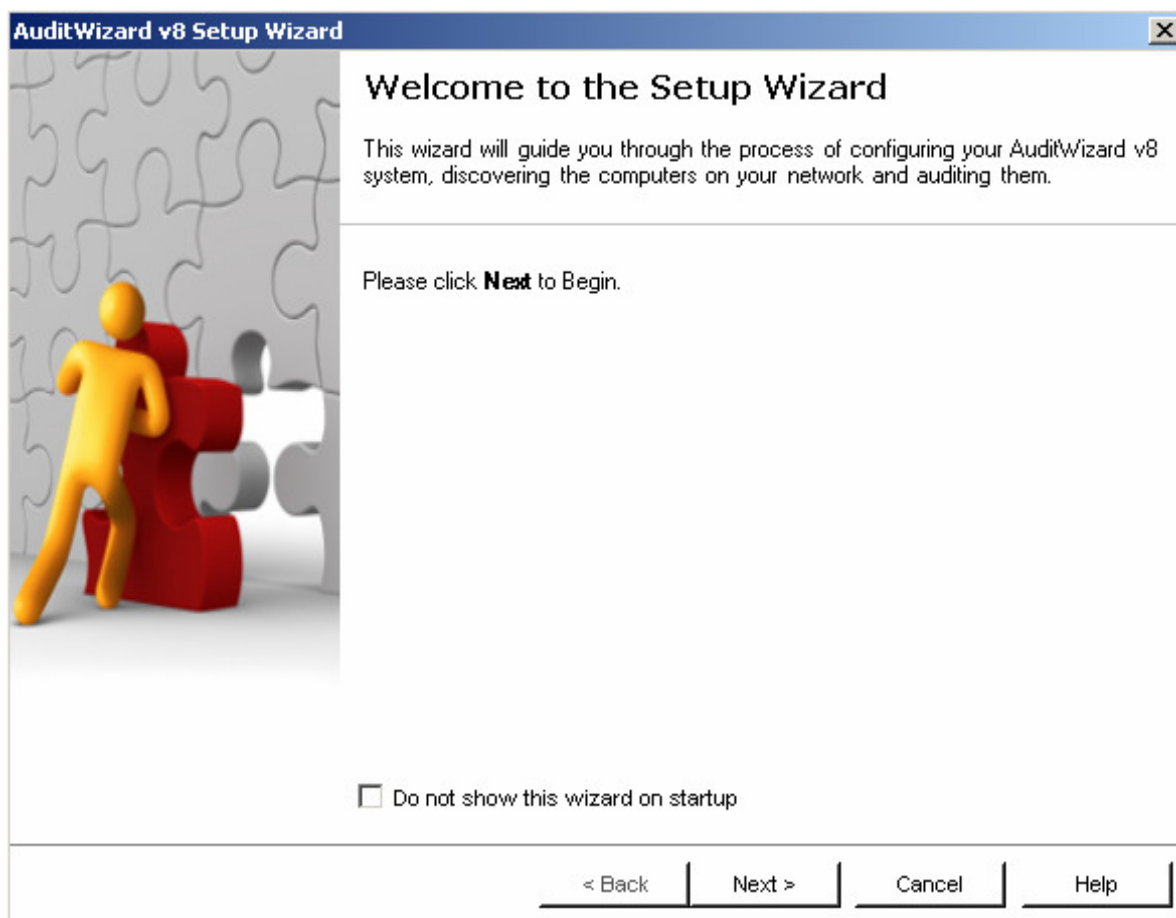 AuditWizard v8 Setup Wizard
Welcome to the Setup Wizard
This wizard will guide you through the process of configuring your AuditWizard v8
system, discovering the computers on your network and auditing them.
Please click Next to Begin.
Do not show this wizard on startup
< Back
Next >
Cancel
Help